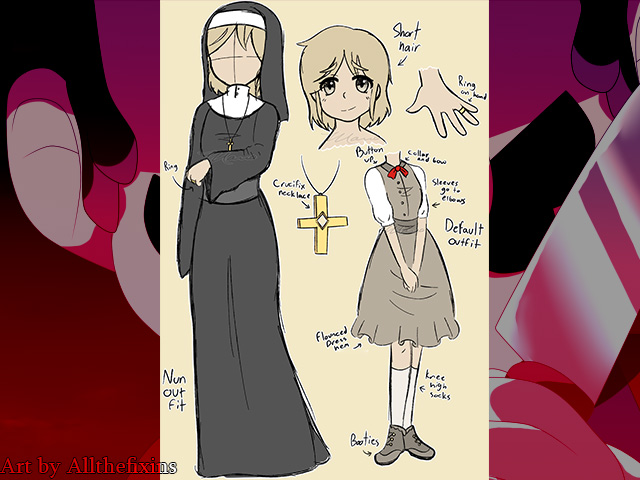 Short
hair
Ring
on hand
Ring
Crucifix
necklace
Button
up
collar
and bow
Sleeves
go to
elbows
Default
outfit
Flounced
Dress
hem
Knee
high
socks
Nun
out
fit
Booties
Art by Allthefixins